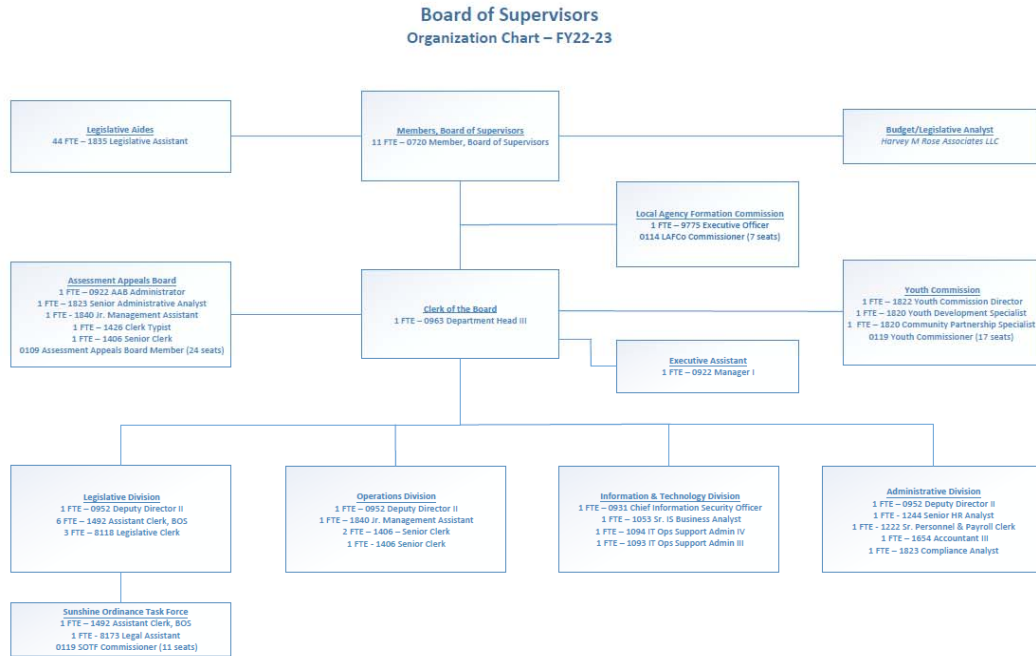 Board of Supervisors
Organization Chart – FY22-23
Legislative Aides
44 FTE – 1835 Legislative Assistant
Members, Board of Supervisors
11 FTE – 0720 Member, Board of Supervisors
Budget/Legislative Analyst
Harvey M Rose Associates LLC
Local Agency Formation Commission
1 FTE – 9775 Executive Officer
0114 LAFCo Commissioner (7 seats)
Assessment Appeals Board
1 FTE – 0922 AAB Administrator
1 FTE – 1823 Senior Administrative Analyst
1 FTE - 1840 Jr. Management Assistant
1 FTE – 1426 Clerk Typist
1 FTE – 1406 Senior Clerk
0109 Assessment Appeals Board Member (24 seats)
Clerk of the Board
1 FTE – 0963 Department Head III
Youth Commission
1 FTE – 1822 Youth Commission Director
1 FTE – 1820 Youth Development Specialist
1 FTE – 1820 Community Partnership Specialist
0119 Youth Commissioner (17 seats)
Executive Assistant
1 FTE – 0922 Manager I
Legislative Division
1 FTE – 0952 Deputy Director II
6 FTE – 1492 Assistant Clerk, BOS
3 FTE – 8118 Legislative Clerk
Operations Division
1 FTE – 0952 Deputy Director II
1 FTE – 1840 Jr. Management Assistant
2 FTE – 1406 – Senior Clerk
1 FTE - 1406 Senior Clerk
Information & Technology Division
1 FTE – 0931 Chief Information Security Officer
1 FTE – 1053 Sr. IS Business Analyst
1 FTE – 1094 IT Ops Support Admin IV
1 FTE – 1093 IT Ops Support Admin III
Administrative Division
1 FTE – 0952 Deputy Director II
1 FTE - 1244 Senior HR Analyst
1 FTE - 1222 Sr. Personnel & Payroll Clerk
1 FTE – 1654 Accountant III
1 FTE – 1823 Compliance Analyst
Sunshine Ordinance Task Force
1 FTE – 1492 Assistant Clerk, BOS
1 FTE - 8173 Legal Assistant
0119 SOTF Commissioner (11 seats)